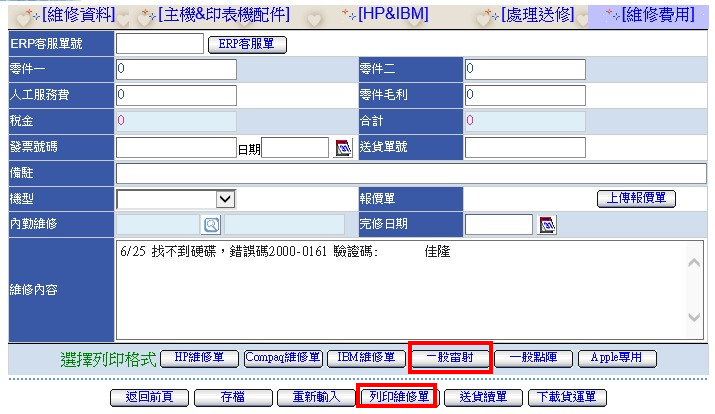 [維修資料] [主機&印表機配件] [HP&IBM] [處理送修] [維修費用]
ERP客服單號 ERP客服單
零件一 0 零件二 0
人工服務費 0 零件毛利 0
稅金 0 合計 0
發票號碼 日期 送貨單號
備註
機型 報價單 上傳報價單
內勤維修 完修日期
維修內容 6/25 找不到硬碟，錯誤碼2000-0161 驗證碼: 佳隆
選擇列印格式 HP維修單 Compaq維修單 IBM維修單 一般雷射 一般點陣 Apple專用
返回前頁 存檔 重新輸入 列印維修單 送貨簽單 下載貨運單